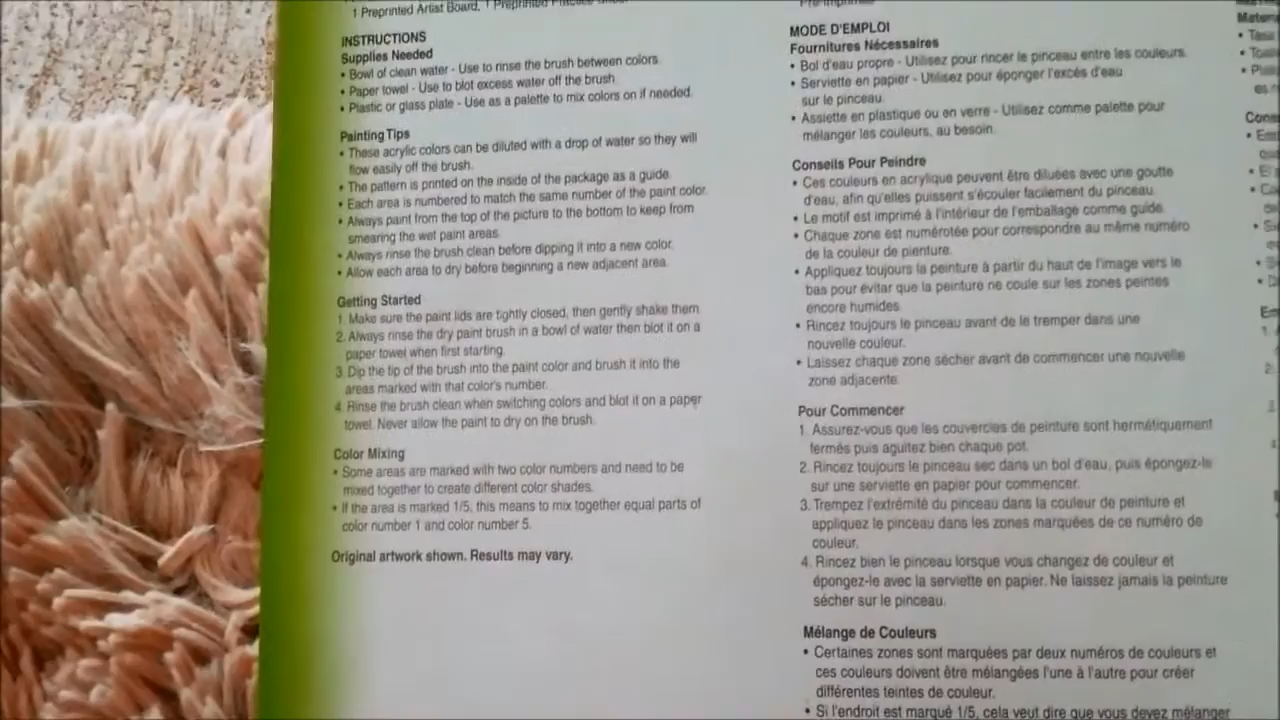 1 Preprinted Artist Board, 1 Preprinted Practice
INSTRUCTIONS
Supplies Needed
• Bowl of clean water - Use to rinse the brush between colors.
• Paper towel - Use to blot excess water off the brush.
• Plastic or glass plate - Use as a palette to mix colors on if needed.
Painting Tips
• These acrylic colors can be diluted with a drop of water so they will
flow easily off the brush.
• The pattern is printed on the inside of the package as a guide.
• Each area is numbered to match the same number of the paint color.
• Always paint from the top of the picture to the bottom to keep from
smearing the wet paint areas.
• Always rinse the brush clean before dipping it into a new color.
• Allow each area to dry before beginning a new adjacent area.
Getting Started
1. Make sure the paint lids are tightly closed, then gently shake them.
2. Always rinse the dry paint brush in a bowl of water then blot it on a
paper towel when first starting.
3. Dip the tip of the brush into the paint color and brush it into the
areas marked with that color's number.
4. Rinse the brush clean when switching colors and blot it on a paper
towel. Never allow the paint to dry on the brush.
Color Mixing
• Some areas are marked with two color numbers and need to be
mixed together to create different color shades.
• If the area is marked 1/5, this means to mix together equal parts of
color number 1 and color number 5.
Original artwork shown. Results may vary.
MODE D'EMPLOI
Fournitures Nécessaires
• Bol d'eau propre - Utilisez pour rincer le pinceau entre les couleurs.
• Serviette en papier - Utilisez pour éponger l'excès d'eau
sur le pinceau.
• Assiette en plastique ou en verre - Utilisez comme palette pour
mélanger les couleurs, au besoin.
Conseils Pour Peindre
• Ces couleurs en acrylique peuvent être diluées avec une goutte
d'eau, afin qu'elles puissent s'écouler facilement du pinceau.
• Le motif est imprimé à l'intérieur de l'emballage comme guide.
• Chaque zone est numérotée pour correspondre au même numéro
de la couleur de pienture.
• Appliquez toujours la peinture à partir du haut de l'image vers le
bas pour évitar que la peinture ne coule sur les zones peintes
encore humides.
• Rincez toujours le pinceau avant de le tremper dans une
nouvelle couleur.
• Laissez chaque zone sécher avant de commencer une nouvelle
zone adjacente.
Pour Commencer
1. Assurez-vous que les couvercles de peinture sont hermétiquement
fermés puis aguitez bien chaque pot.
2. Rincez toujours le pinceau sec dans un bol d'eau, puis épongez-le
sur une serviette en papier pour commencer.
3. Trempez l'extrémité du pinceau dans la couleur de peinture et
appliquez le pinceau dans les zones marquées de ce numéro de
couleur.
4. Rincez bien le pinceau lorsque vous changez de couleur et
épongez-le avec la serviette en papier. Ne laissez jamais la peinture
sécher sur le pinceau.
Mélange de Couleurs
• Certaines zones sont marquées par deux numéros de couleurs et
ces couleurs doivent être mélangées l'une à l'autre pour créer
différentes teintes de couleur.
• Si l'endroit est marqué 1/5, cela veut dire que vous devez mélanger